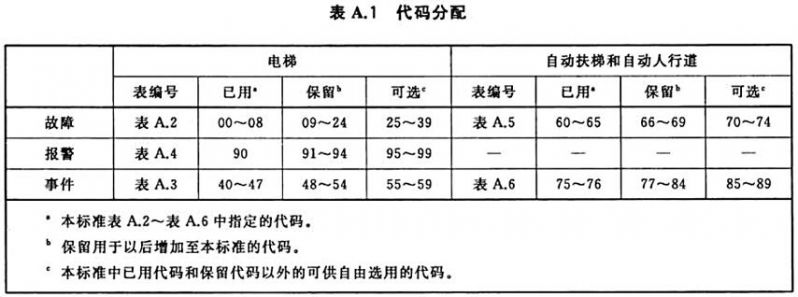 表 A.1 代码分配
电梯 自动扶梯和自动人行道
表编号 已用ᵃ 保留ᵇ 可选ᶜ 表编号 已用ᵃ 保留ᵇ 可选ᶜ
故障 表 A.2 00～08 09～24 25～39 表 A.5 60～65 66～69 70～74
报警 表 A.4 90 91～94 95～99 — — — —
事件 表 A.3 40～47 48～54 55～59 表 A.6 75～76 77～84 85～89
ᵃ 本标准表 A.2～表 A.6 中指定的代码。
ᵇ 保留用于以后增加至本标准的代码。
ᶜ 本标准中已用代码和保留代码以外的可供自由选用的代码。